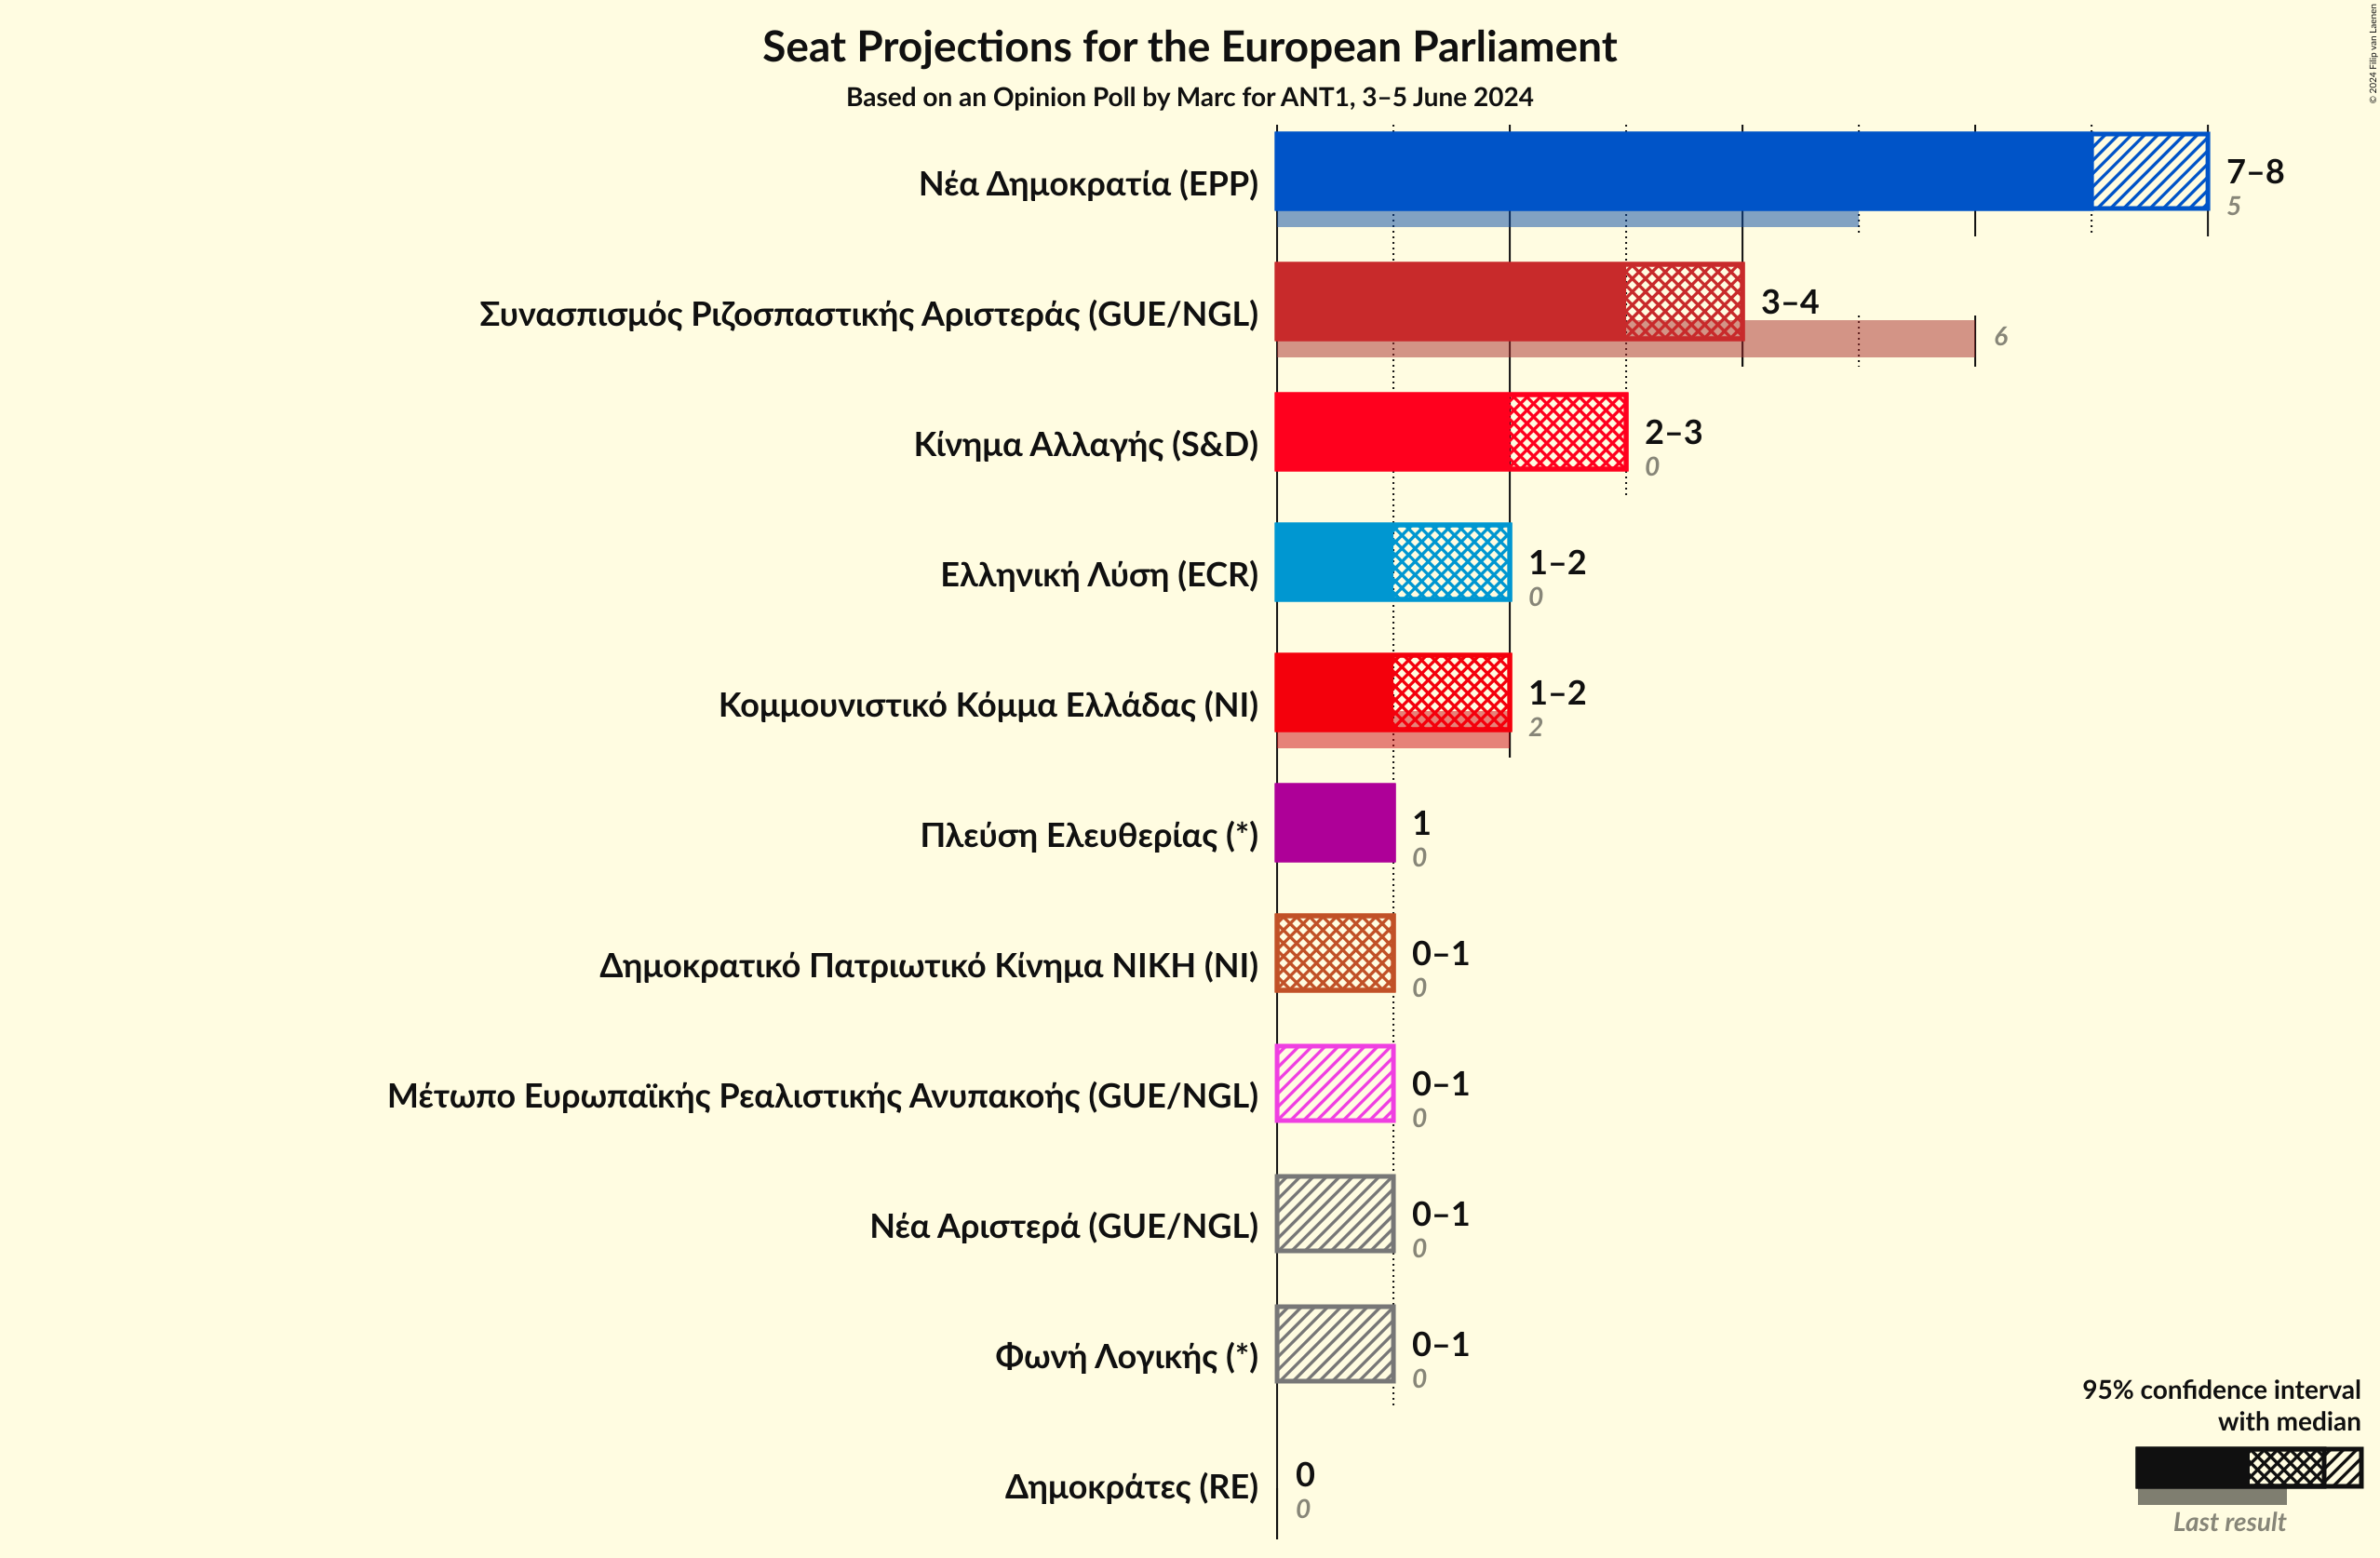 Seat Projections for the European Parliament
Based on an Opinion Poll by Marc for ANT1, 3–5 June 2024
© 2024 Filip van Laenen
Νέα Δημοκρατία (EPP)
7–8
5
Συνασπισμός Ριζοσπαστικής Αριστεράς (GUE/NGL)
3–4
6
Κίνημα Αλλαγής (S&D)
2–3
0
Ελληνική Λύση (ECR)
1–2
0
Κομμουνιστικό Κόμμα Ελλάδας (NI)
1–2
2
Πλεύση Ελευθερίας (*)
1
0
Δημοκρατικό Πατριωτικό Κίνημα ΝΙΚΗ (NI)
0–1
0
Μέτωπο Ευρωπαϊκής Ρεαλιστικής Ανυπακοής (GUE/NGL)
0–1
0
Νέα Αριστερά (GUE/NGL)
0–1
0
Φωνή Λογικής (*)
0–1
0
Δημοκράτες (RE)
0
0
95% confidence interval
with median
Last result